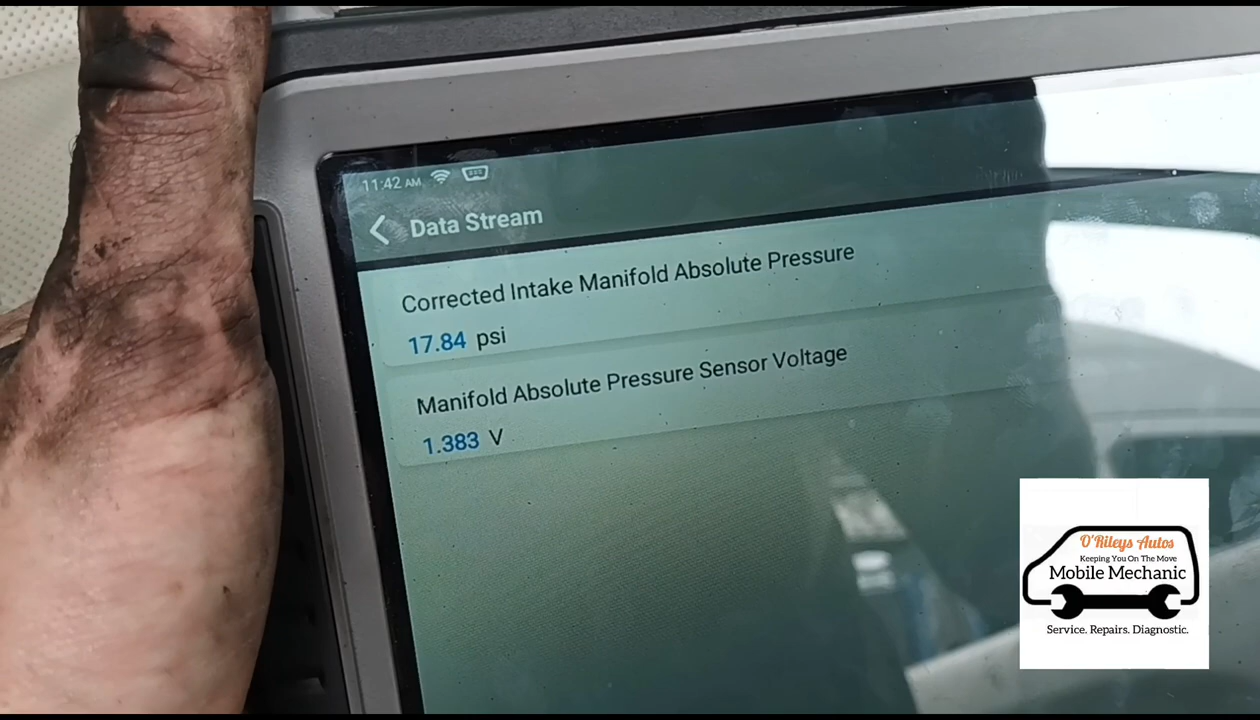 11:42 AM
Data Stream
Corrected Intake Manifold Absolute Pressure
17.84 psi
Manifold Absolute Pressure Sensor Voltage
1.383 V
O'Rileys Autos
Keeping You On The Move
Mobile Mechanic
Service. Repairs. Diagnostic.